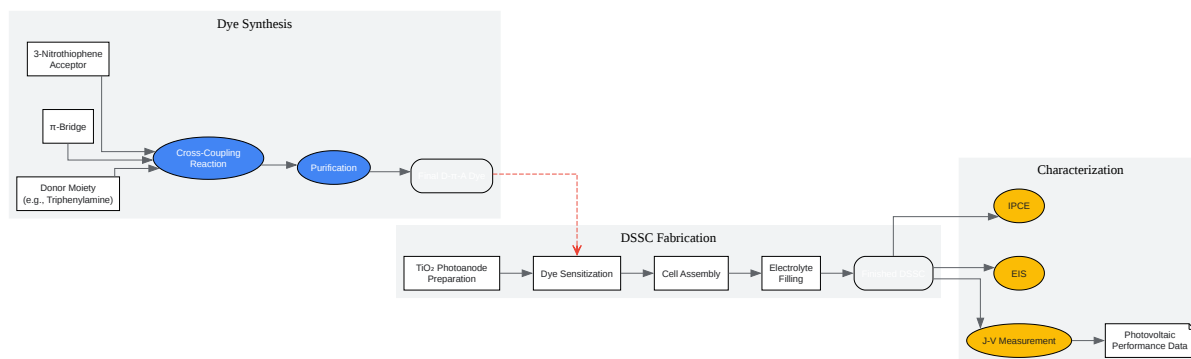 Dye Synthesis
3-Nitrothiophene
Acceptor
π-Bridge
Donor Moiety
(e.g., Triphenylamine)
Cross-Coupling
Reaction
Purification
DSSC Fabrication
TiO₂ Photoanode
Preparation
Dye Sensitization
Cell Assembly
Electrolyte
Filling
Characterization
IPCE
EIS
J-V Measurement
Photovoltaic
Performance Data